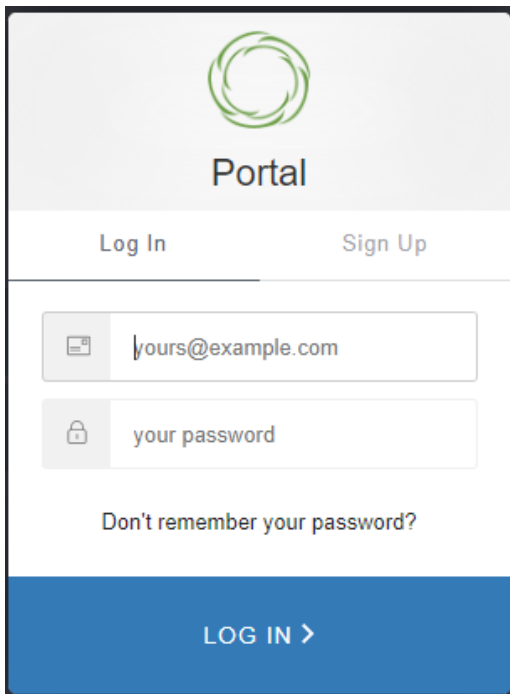 Portal
Log In Sign Up
yours@example.com
your password
Don't remember your password?
LOG IN >